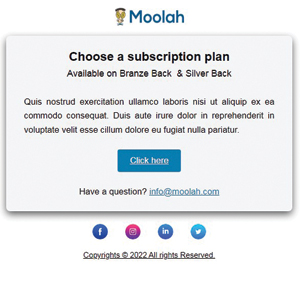 Moolah
Choose a subscription plan
Available on Branze Back & Silver Back
Quis nostrud exercitation ullamco laboris nisi ut aliquip ex ea
commodo consequat. Duis aute irure dolor in reprehenderit in
voluptate velit esse cillum dolore eu fugiat nulla pariatur.
Click here
Have a question? info@moolah.com
Copyrights © 2022 All rights Reserved.